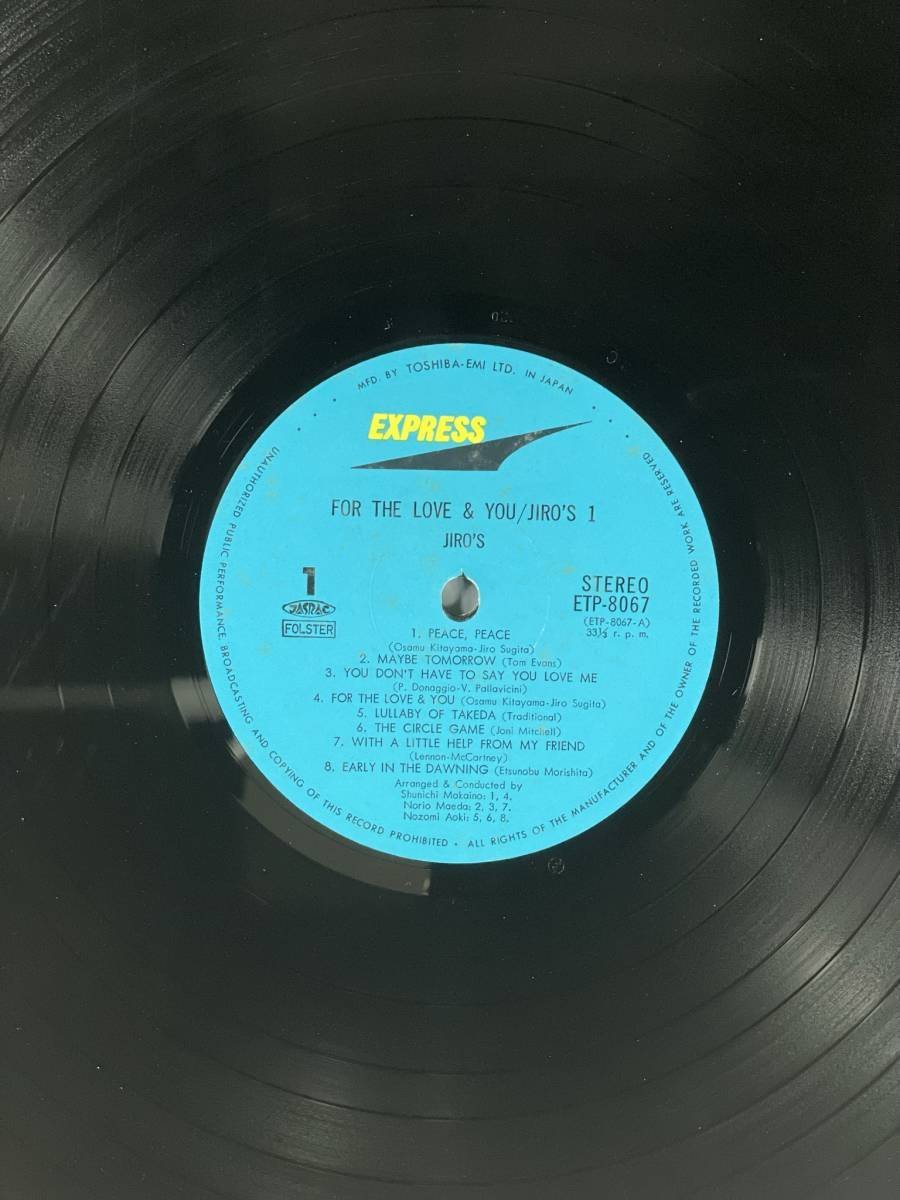 MFD. BY TOSHIBA-EMI LTD. IN JAPAN
EXPRESS
FOR THE LOVE & YOU/JIRO'S 1
JIRO'S
1
JASRAC
FOLSTER
STEREO
ETP-8067
(ETP-8067-A)
33⅓ r. p. m.
1. PEACE, PEACE
(Osamu Kitayama-Jiro Sugita)
2. MAYBE TOMORROW (Tom Evans)
3. YOU DON'T HAVE TO SAY YOU LOVE ME
(P. Donaggio-V. Pallavicini)
4. FOR THE LOVE & YOU (Osamu Kitayama-Jiro Sugita)
5. LULLABY OF TAKEDA (Traditional)
6. THE CIRCLE GAME (Joni Mitchell)
7. WITH A LITTLE HELP FROM MY FRIEND
(Lennon-McCartney)
8. EARLY IN THE DAWNING (Etsunobu Morishita)
Arranged & Conducted by
Shunichi Makaino: 1, 4.
Norio Maeda: 2, 3, 7.
Nozomi Aoki: 5, 6, 8.
UNAUTHORIZED PUBLIC PERFORMANCE, BROADCASTING AND COPYING OF THIS RECORD PROHIBITED • ALL RIGHTS OF THE MANUFACTURER AND OF THE OWNER OF THE RECORDED WORK ARE RESERVED